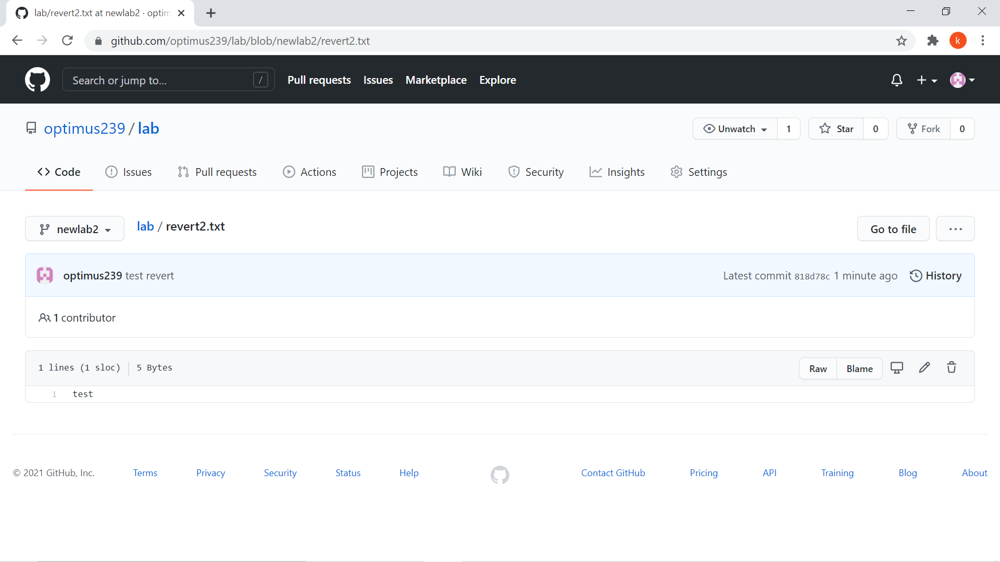 lab/revert2.txt at newlab2 · optim
github.com/optimus239/lab/blob/newlab2/revert2.txt
k
Search or jump to... /
Pull requests Issues Marketplace Explore
optimus239 / lab
Unwatch 1 Star 0 Fork 0
Code Issues Pull requests Actions Projects Wiki Security Insights Settings
newlab2 lab / revert2.txt Go to file ...
optimus239 test revert Latest commit 818d78c 1 minute ago History
1 contributor
1 lines (1 sloc) 5 Bytes Raw Blame
1 test
© 2021 GitHub, Inc. Terms Privacy Security Status Help Contact GitHub Pricing API Training Blog About